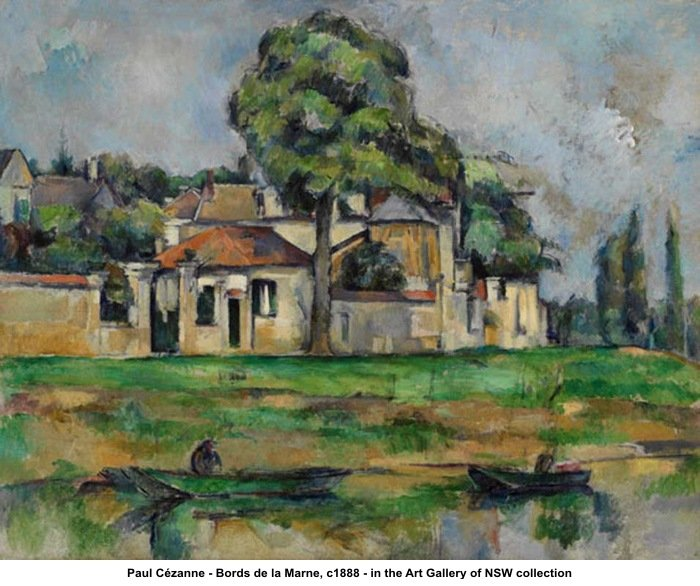 Paul Cézanne - Bords de la Marne, c1888 - in the Art Gallery of NSW collection